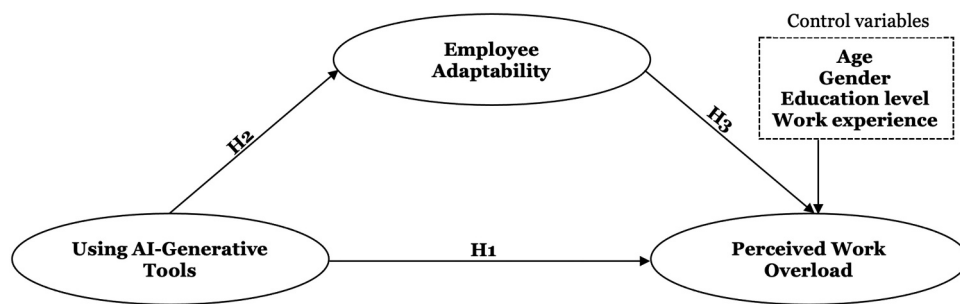 Control variables
Employee
Adaptability
Age
Gender
Education level
Work experience
H2
H3
Using AI-Generative
Tools
H1
Perceived Work
Overload